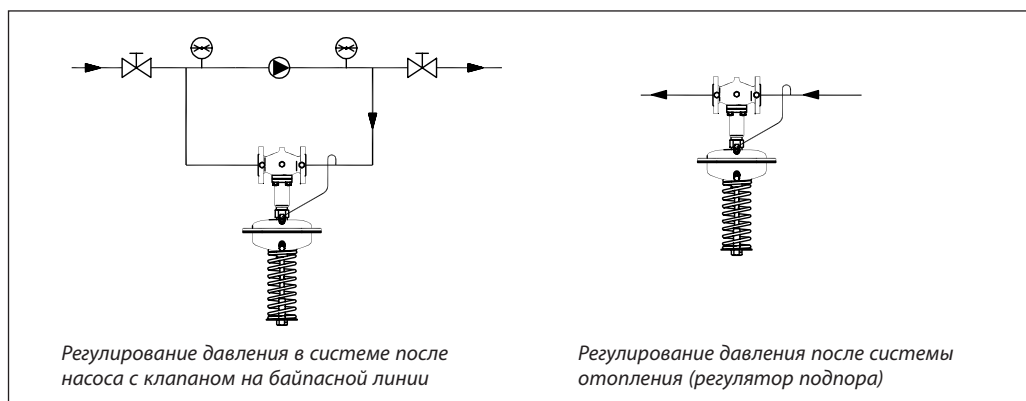 Регулирование давления в системе после
насоса с клапаном на байпасной линии
Регулирование давления после системы
отопления (регулятор подпора)